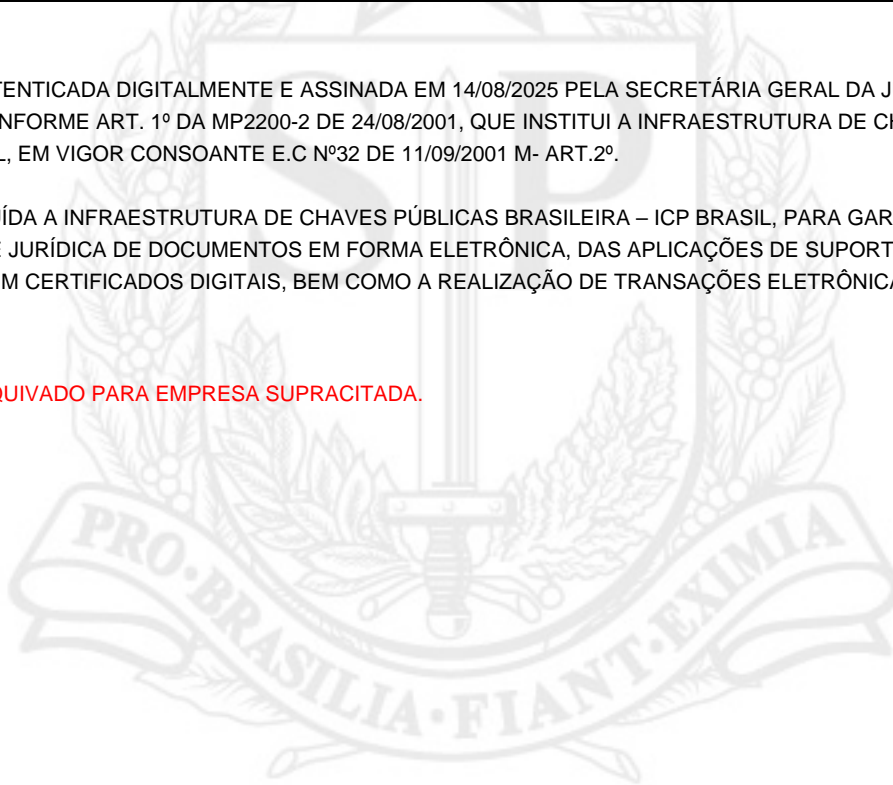 TENTICADA DIGITALMENTE E ASSINADA EM 14/08/2025 PELA SECRETÁRIA GERAL DA J
NFORME ART. 1º DA MP2200-2 DE 24/08/2001, QUE INSTITUI A INFRAESTRUTURA DE CH
L, EM VIGOR CONSOANTE E.C Nº32 DE 11/09/2001 M- ART.2º.
ÍDA A INFRAESTRUTURA DE CHAVES PÚBLICAS BRASILEIRA – ICP BRASIL, PARA GAR
E JURÍDICA DE DOCUMENTOS EM FORMA ELETRÔNICA, DAS APLICAÇÕES DE SUPORT
M CERTIFICADOS DIGITAIS, BEM COMO A REALIZAÇÃO DE TRANSAÇÕES ELETRÔNICA
QUIVADO PARA EMPRESA SUPRACITADA.
SP
PRO·BRASILIA·FIANT·EXIMIA